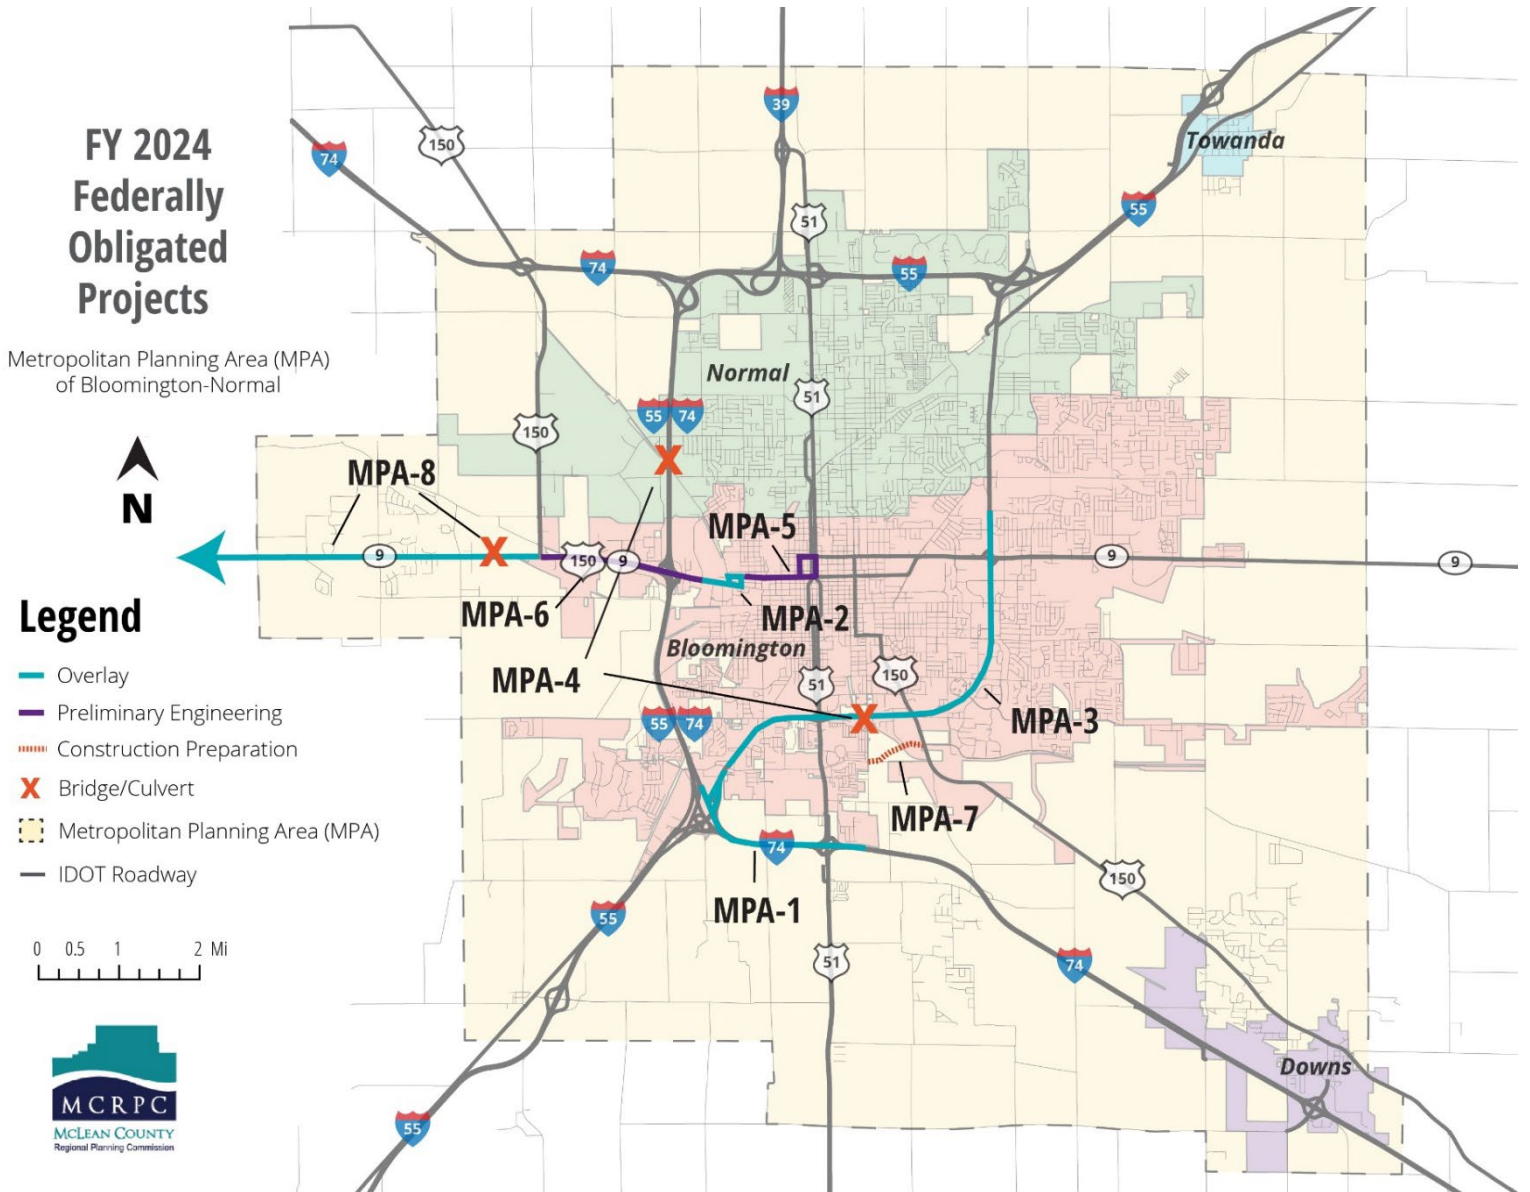 FY 2024
Federally
Obligated
Projects
Metropolitan Planning Area (MPA)
of Bloomington-Normal
N
Legend
Overlay
Preliminary Engineering
Construction Preparation
X Bridge/Culvert
Metropolitan Planning Area (MPA)
IDOT Roadway
0 0.5 1 2 Mi
MCRPC
McLEAN COUNTY
Regional Planning Commission
39
150
74
Towanda
55
51
74
55
Normal
51
55 74
150
X
MPA-8
MPA-5
X
9
150
9
9
9
MPA-6
MPA-2
Bloomington
MPA-4
51
150
55 74
X
MPA-3
MPA-7
74
MPA-1
150
55
51
74
Downs
55